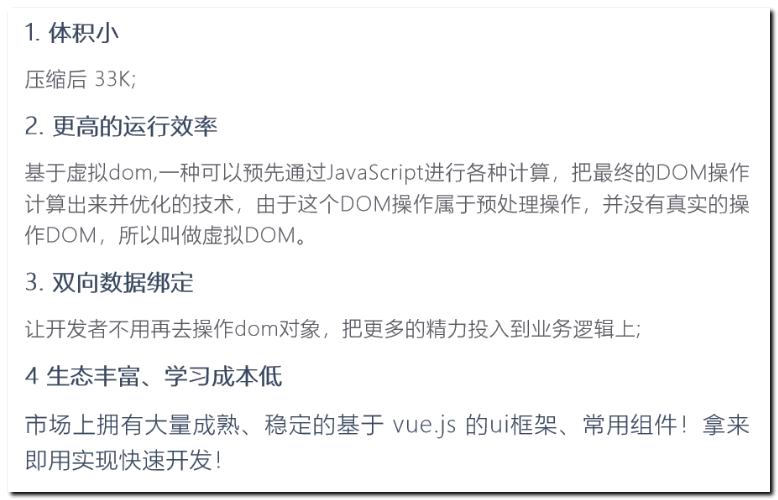 1. 体积小
压缩后 33K;
2. 更高的运行效率
基于虚拟dom,一种可以预先通过JavaScript进行各种计算，把最终的DOM操作
计算出来并优化的技术，由于这个DOM操作属于预处理操作，并没有真实的操
作DOM，所以叫做虚拟DOM。
3. 双向数据绑定
让开发者不用再去操作dom对象，把更多的精力投入到业务逻辑上;
4 生态丰富、学习成本低
市场上拥有大量成熟、稳定的基于 vue.js 的ui框架、常用组件！拿来
即用实现快速开发！